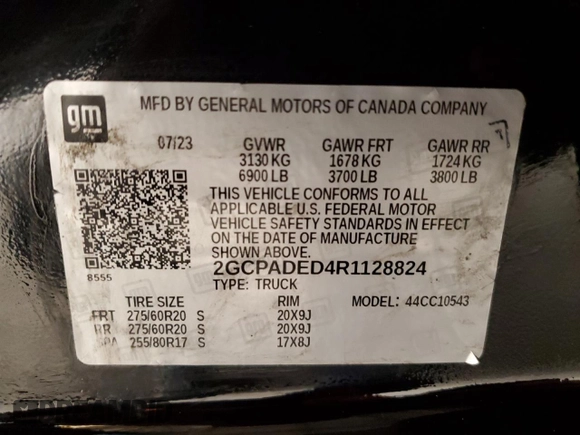 gm
MFD BY GENERAL MOTORS OF CANADA COMPANY
07/23 GVWR GAWR FRT GAWR RR
3130 KG 1678 KG 1724 KG
6900 LB 3700 LB 3800 LB
THIS VEHICLE CONFORMS TO ALL
APPLICABLE U.S. FEDERAL MOTOR
VEHICLE SAFETY STANDARDS IN EFFECT
ON THE DATE OF MANUFACTURE
SHOWN ABOVE.
8555
2GCPADED4R1128824
TYPE: TRUCK MODEL: 44CC10543
TIRE SIZE RIM
FRT 275/60R20 S 20X9J
RR 275/60R20 S 20X9J
SPA 255/80R17 S 17X8J